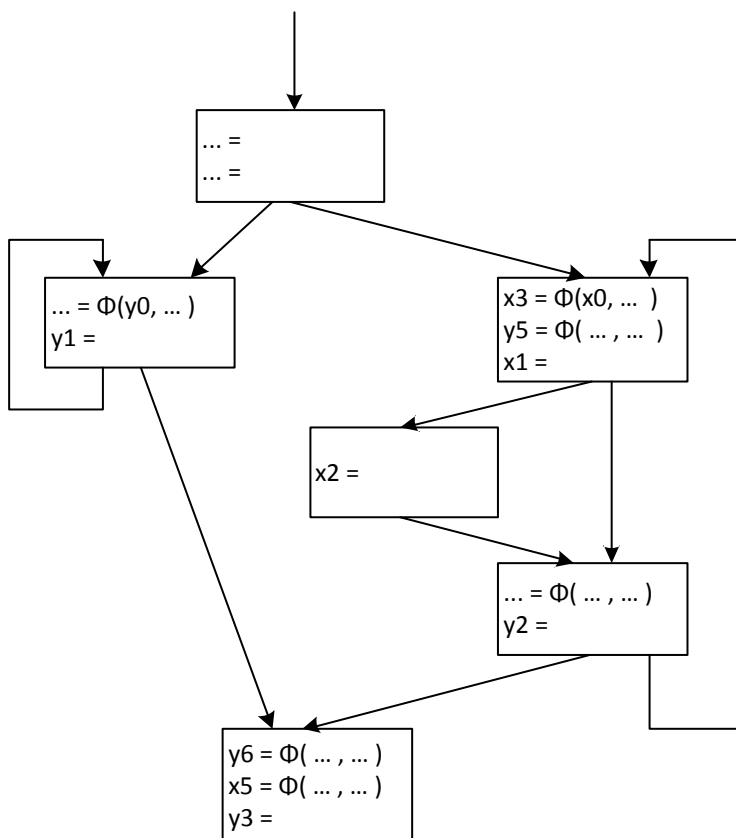 ... =
... =
... = Φ(y0, ... )
y1 =
x3 = Φ(x0, ... )
y5 = Φ( ... , ... )
x1 =
x2 =
... = Φ( ... , ... )
y2 =
y6 = Φ( ... , ... )
x5 = Φ( ... , ... )
y3 =